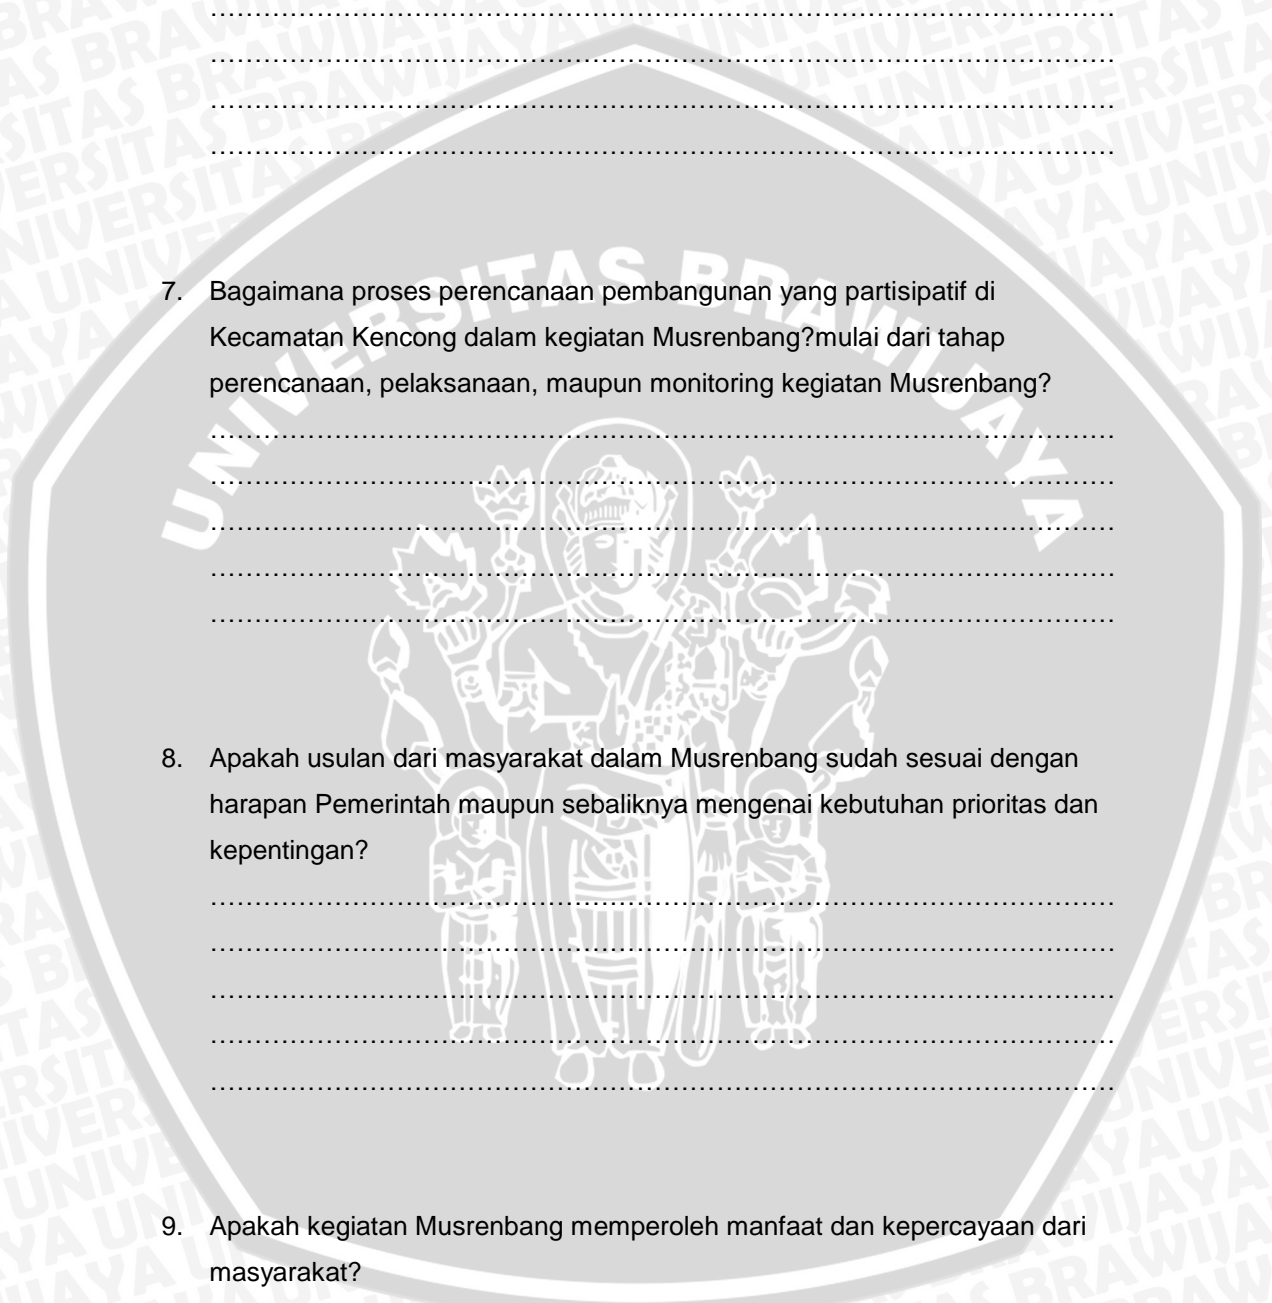 ……………………………………………………………………………………
……………………………………………………………………………………
……………………………………………………………………………………
……………………………………………………………………………………
7. Bagaimana proses perencanaan pembangunan yang partisipatif di
Kecamatan Kencong dalam kegiatan Musrenbang?mulai dari tahap
perencanaan, pelaksanaan, maupun monitoring kegiatan Musrenbang?
……………………………………………………………………………………
……………………………………………………………………………………
……………………………………………………………………………………
……………………………………………………………………………………
……………………………………………………………………………………
8. Apakah usulan dari masyarakat dalam Musrenbang sudah sesuai dengan
harapan Pemerintah maupun sebaliknya mengenai kebutuhan prioritas dan
kepentingan?
……………………………………………………………………………………
……………………………………………………………………………………
……………………………………………………………………………………
……………………………………………………………………………………
……………………………………………………………………………………
9. Apakah kegiatan Musrenbang memperoleh manfaat dan kepercayaan dari
masyarakat?
UNIVERSITAS BRAWIJAYA